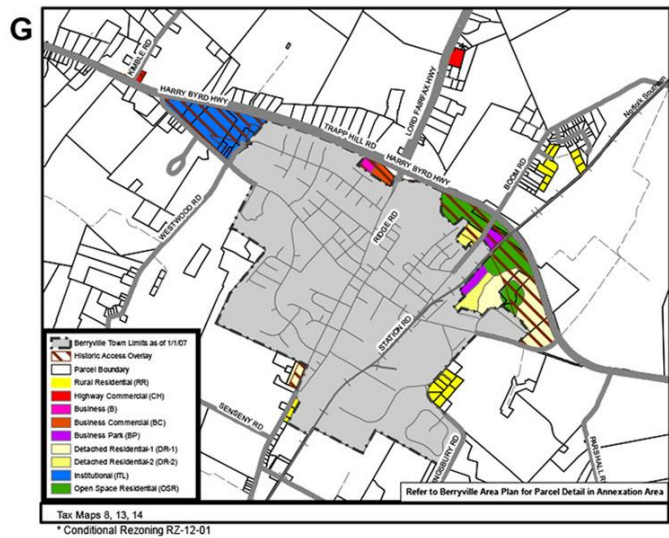 G
KIMBLE RD
HARRY BYRD HWY
LORD FAIRFAX HWY
TRAPP HILL RD
HARRY BYRD HWY
Norfolk Southern
BOOM RD
WESTWOOD RD
RIDGE RD
STATION RD
Berryville Town Limits as of 1/1/07
Historic Access Overlay
Parcel Boundary
Rural Residential (RR)
Highway Commercial (CH)
Business (B)
Business Commercial (BC)
Business Park (BP)
Detached Residential-1 (DR-1)
Detached Residential-2 (DR-2)
Institutional (ITL)
Open Space Residential (OSR)
SENSENY RD
NGSBURY RD
PARSHALL RD
Refer to Berryville Area Plan for Parcel Detail in Annexation Area
Tax Maps 8, 13, 14
* Conditional Rezoning RZ-12-01